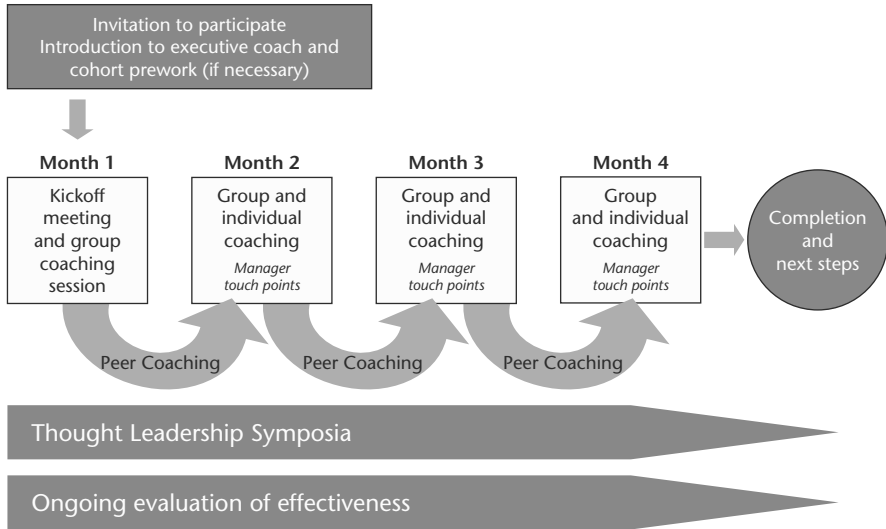 Invitation to participate
Introduction to executive coach and
cohort prework (if necessary)
Month 1
Kickoff
meeting
and group
coaching
session
Month 2
Group and
individual
coaching
Manager
touch points
Month 3
Group and
individual
coaching
Manager
touch points
Month 4
Group
and individual
coaching
Manager
touch points
Completion
and
next steps
Peer Coaching
Peer Coaching
Peer Coaching
Thought Leadership Symposia
Ongoing evaluation of effectiveness